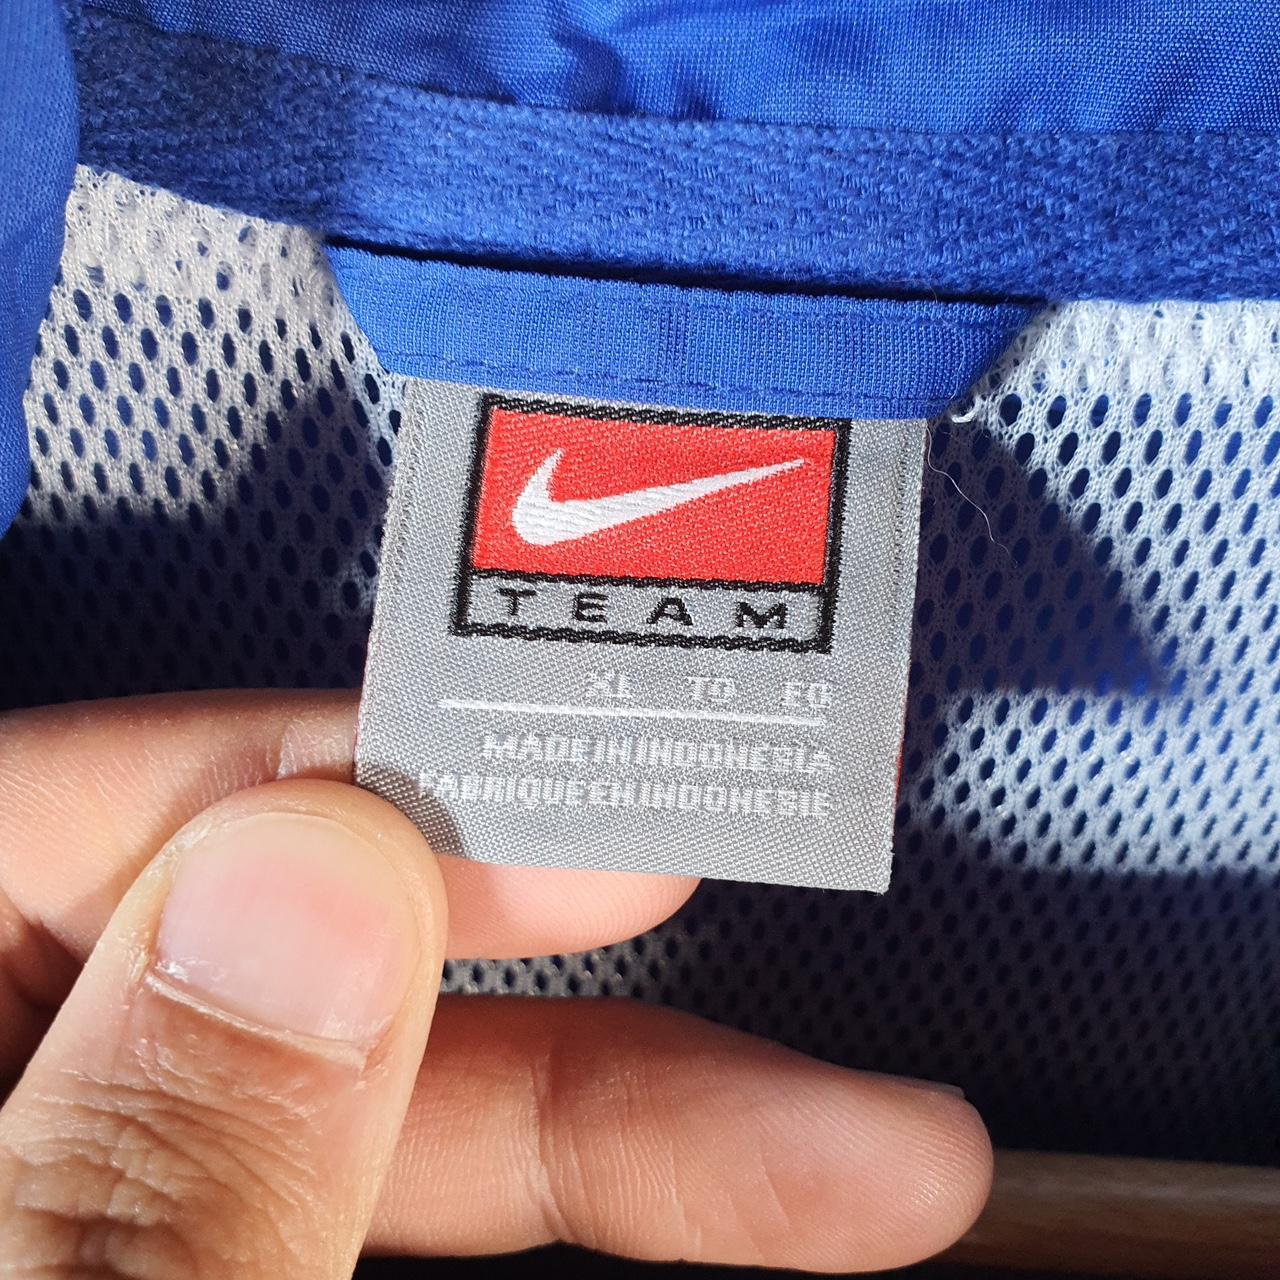 TEAM
XL TG EG
MADE IN INDONESIA
FABRIQUE EN INDONESIE